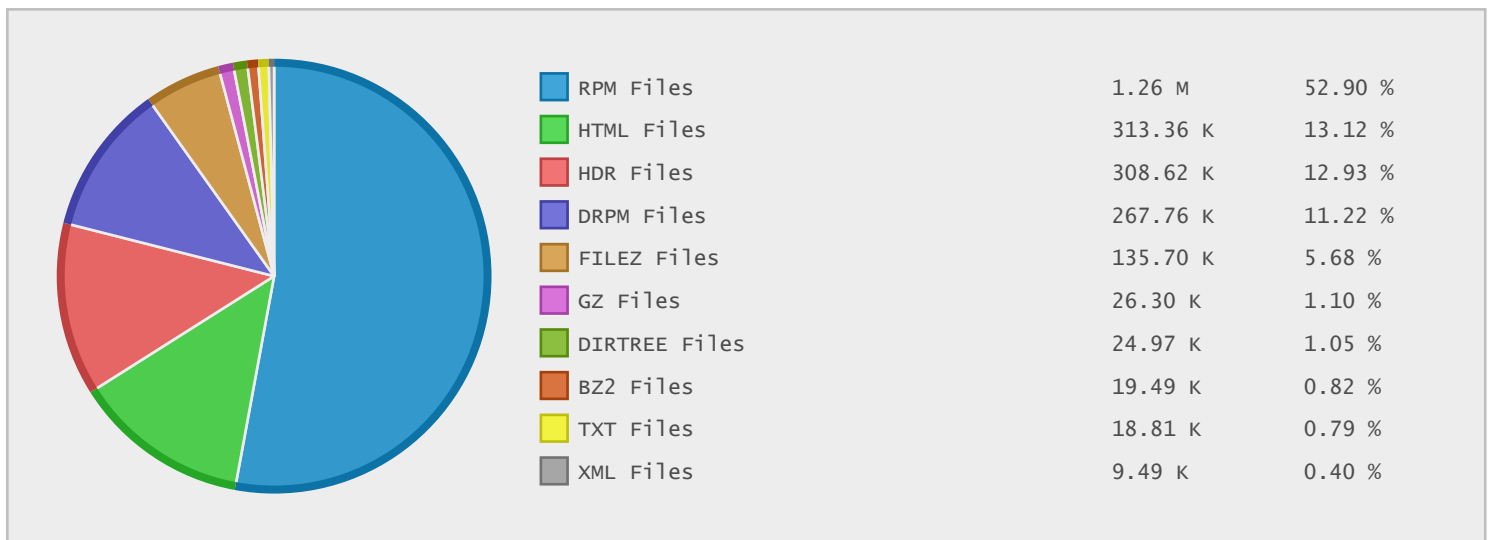 RPM Files 1.26 M 52.90 %
HTML Files 313.36 K 13.12 %
HDR Files 308.62 K 12.93 %
DRPM Files 267.76 K 11.22 %
FILEZ Files 135.70 K 5.68 %
GZ Files 26.30 K 1.10 %
DIRTREE Files 24.97 K 1.05 %
BZ2 Files 19.49 K 0.82 %
TXT Files 18.81 K 0.79 %
XML Files 9.49 K 0.40 %